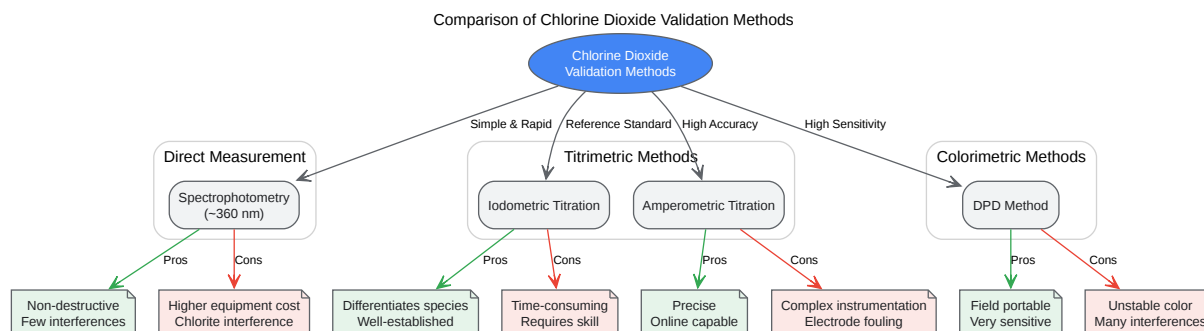 Comparison of Chlorine Dioxide Validation Methods
Chlorine Dioxide
Validation Methods
Simple & Rapid
Reference Standard
High Accuracy
High Sensitivity
Direct Measurement
Titrimetric Methods
Colorimetric Methods
Spectrophotometry
(~360 nm)
Iodometric Titration
Amperometric Titration
DPD Method
Pros
Cons
Pros
Cons
Pros
Cons
Pros
Cons
Non-destructive
Few interferences
Higher equipment cost
Chlorite interference
Differentiates species
Well-established
Time-consuming
Requires skill
Precise
Online capable
Complex instrumentation
Electrode fouling
Field portable
Very sensitive
Unstable color
Many interferences